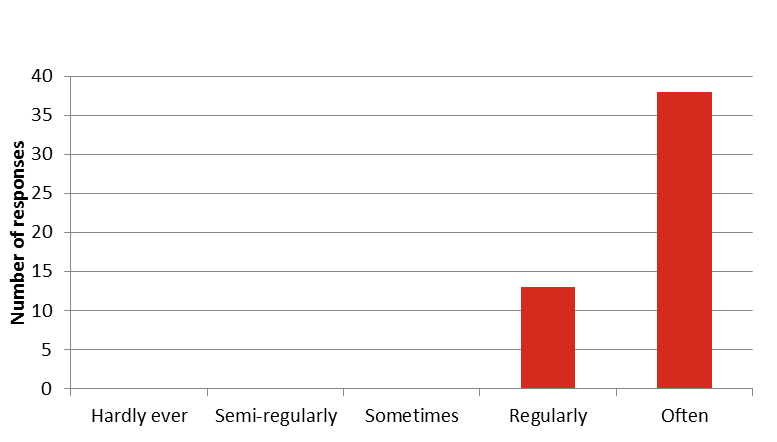 Number of responses
40
35
30
25
20
15
10
5
0
Hardly ever
Semi-regularly
Sometimes
Regularly
Often